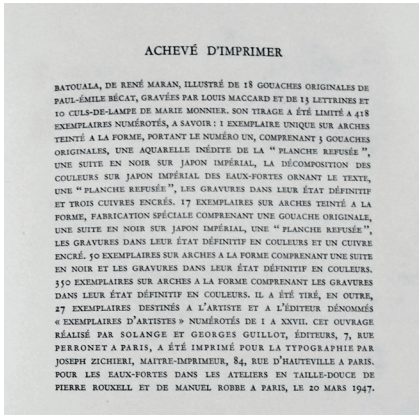 ACHEVÉ D'IMPRIMER
BATOUALA, DE RENÉ MARAN, ILLUSTRÉ DE 18 GOUACHES ORIGINALES DE
PAUL-ÉMILE BÉCAT, GRAVÉES PAR LOUIS MACCARD ET DE 13 LETTRINES ET
10 CULS-DE-LAMPE DE MARIE MONNIER. SON TIRAGE A ÉTÉ LIMITÉ A 418
EXEMPLAIRES NUMÉROTÉS, A SAVOIR : 1 EXEMPLAIRE UNIQUE SUR ARCHES
TEINTÉ A LA FORME, PORTANT LE NUMÉRO UN, COMPRENANT 3 GOUACHES
ORIGINALES, UNE AQUARELLE INÉDITE DE LA “ PLANCHE REFUSÉE ”,
UNE SUITE EN NOIR SUR JAPON IMPÉRIAL, LA DÉCOMPOSITION DES
COULEURS SUR JAPON IMPÉRIAL DES EAUX-FORTES ORNANT LE TEXTE,
UNE “ PLANCHE REFUSÉE ”, LES GRAVURES DANS LEUR ÉTAT DÉFINITIF
ET TROIS CUIVRES ENCRÉS. 17 EXEMPLAIRES SUR ARCHES TEINTÉ A LA
FORME, FABRICATION SPÉCIALE COMPRENANT UNE GOUACHE ORIGINALE,
UNE SUITE EN NOIR SUR JAPON IMPÉRIAL, UNE “ PLANCHE REFUSÉE ”,
LES GRAVURES DANS LEUR ÉTAT DÉFINITIF EN COULEURS ET UN CUIVRE
ENCRÉ. 50 EXEMPLAIRES SUR ARCHES A LA FORME COMPRENANT UNE SUITE
EN NOIR ET LES GRAVURES DANS LEUR ÉTAT DÉFINITIF EN COULEURS.
350 EXEMPLAIRES SUR ARCHES A LA FORME COMPRENANT LES GRAVURES
DANS LEUR ÉTAT DÉFINITIF EN COULEURS. IL A ÉTÉ TIRÉ, EN OUTRE,
27 EXEMPLAIRES DESTINÉS A L'ARTISTE ET A L'ÉDITEUR DÉNOMMÉS
« EXEMPLAIRES D'ARTISTES » NUMÉROTÉS DE I A XXVII. CET OUVRAGE
RÉALISÉ PAR SOLANGE ET GEORGES GUILLOT, ÉDITEURS, 7, RUE
PERRONET A PARIS, A ÉTÉ IMPRIMÉ POUR LA TYPOGRAPHIE PAR
JOSEPH ZICHIERI, MAITRE-IMPRIMEUR, 84, RUE D'HAUTEVILLE A PARIS.
POUR LES EAUX-FORTES DANS LES ATELIERS EN TAILLE-DOUCE DE
PIERRE ROUXELL ET DE MANUEL ROBBE A PARIS, LE 20 MARS 1947.